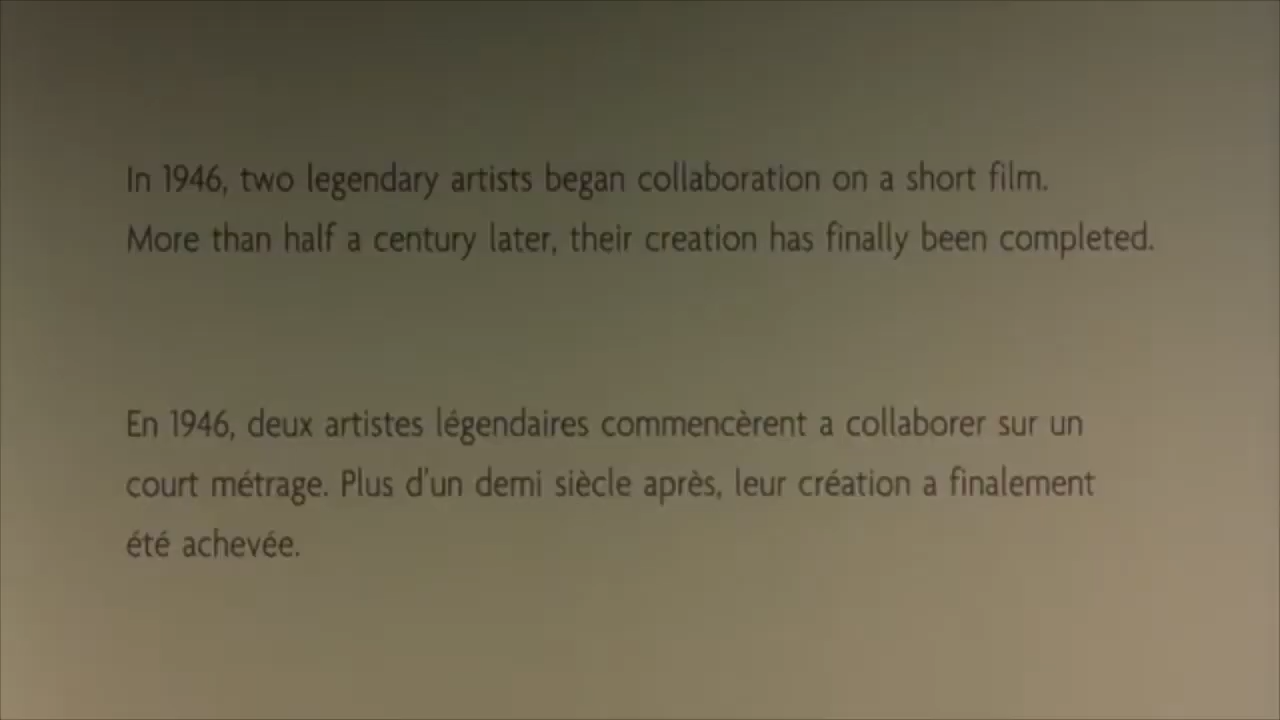 In 1946, two legendary artists began collaboration on a short film.
More than half a century later, their creation has finally been completed.
En 1946, deux artistes légendaires commencèrent a collaborer sur un
court métrage. Plus d'un demi siècle après, leur création a finalement
été achevée.